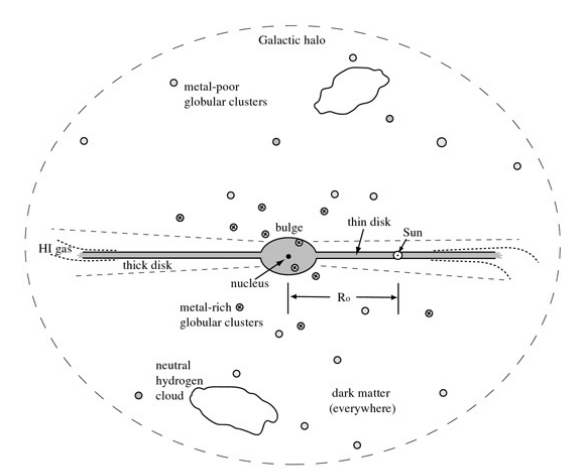 Galactic halo
metal-poor
globular clusters
bulge
thin disk
Sun
HI gas
thick disk
nucleus
R₀
metal-rich
globular clusters
neutral
hydrogen
cloud
dark matter
(everywhere)